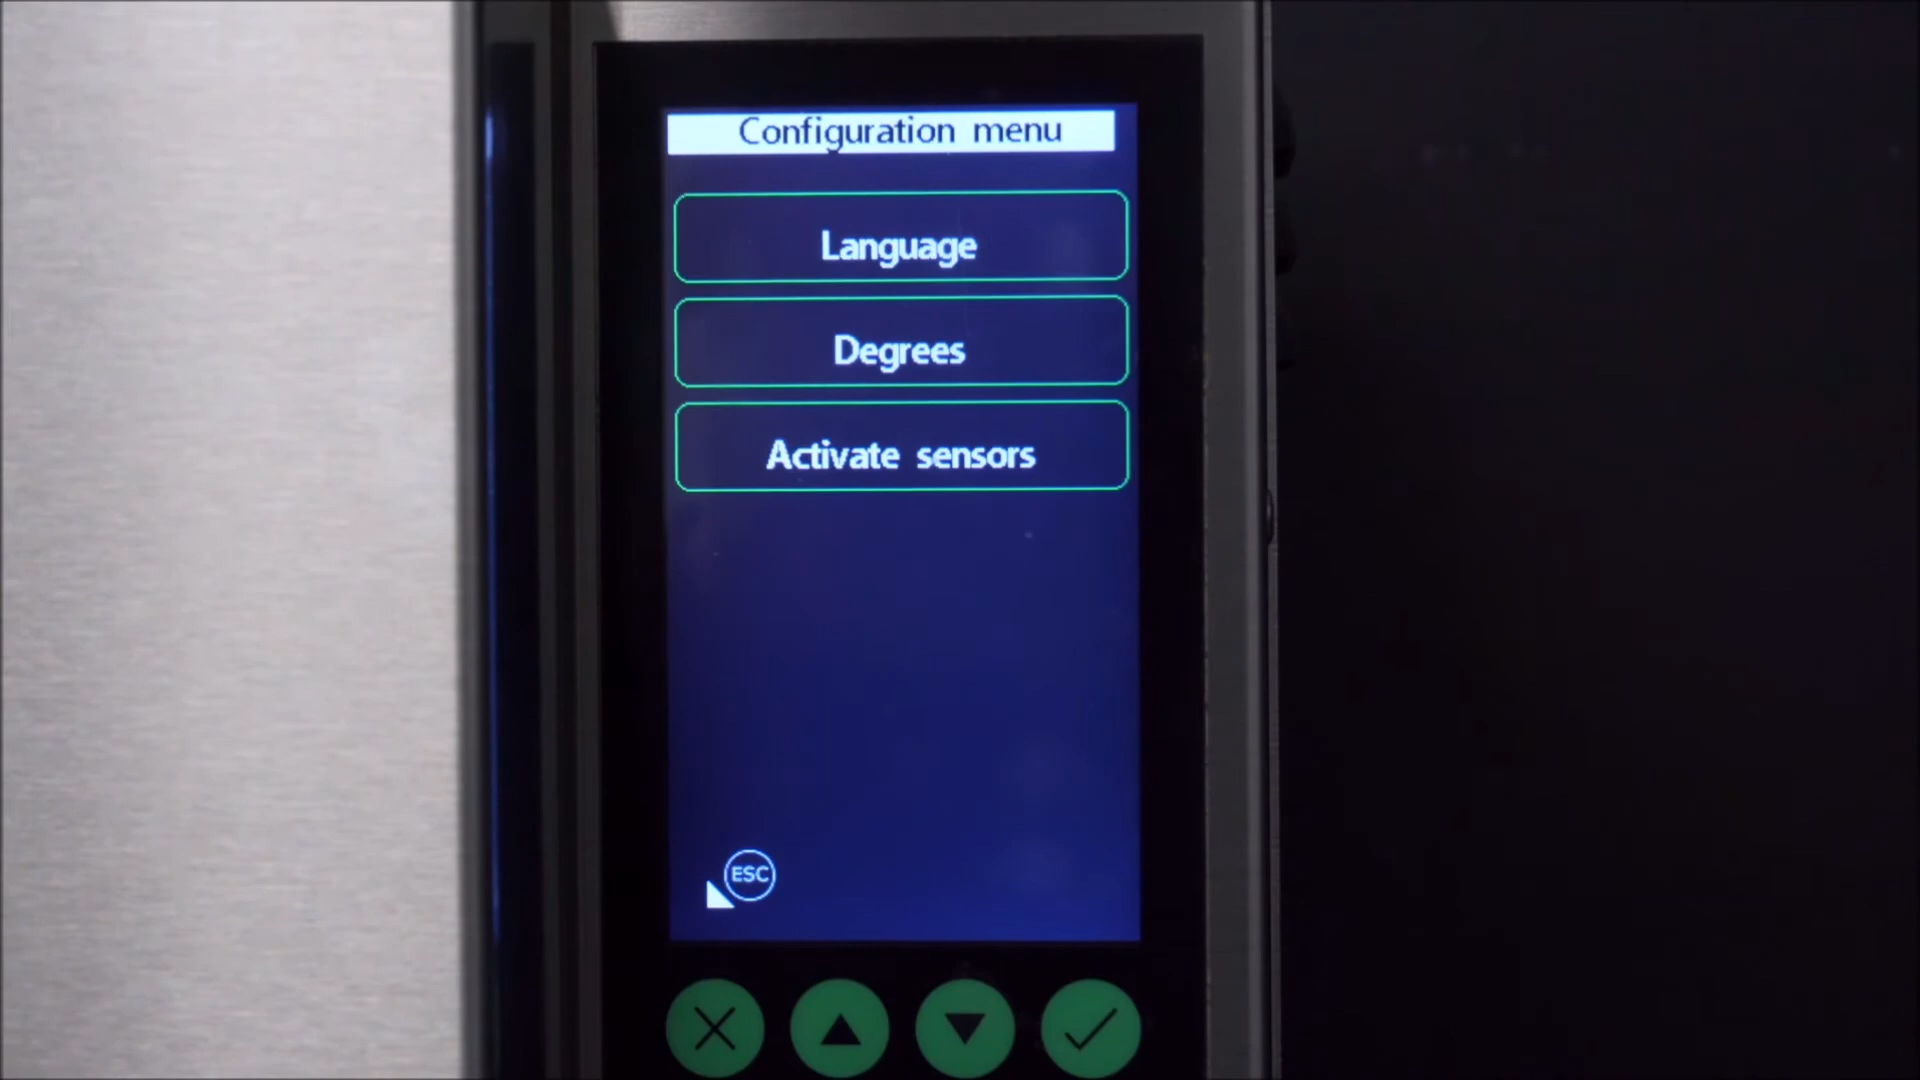 Configuration menu
Language
Degrees
Activate sensors
ESC